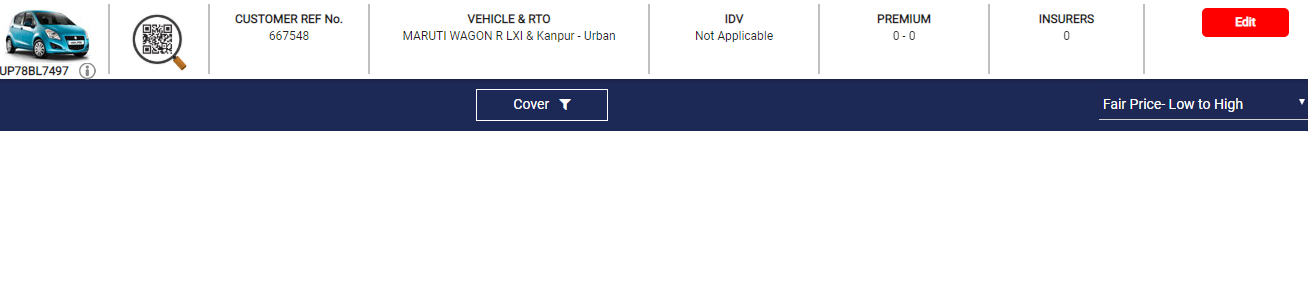 UP78BL7497
CUSTOMER REF No.
667548
VEHICLE & RTO
MARUTI WAGON R LXI & Kanpur - Urban
IDV
Not Applicable
PREMIUM
0 - 0
INSURERS
0
Edit
Cover
Fair Price- Low to High